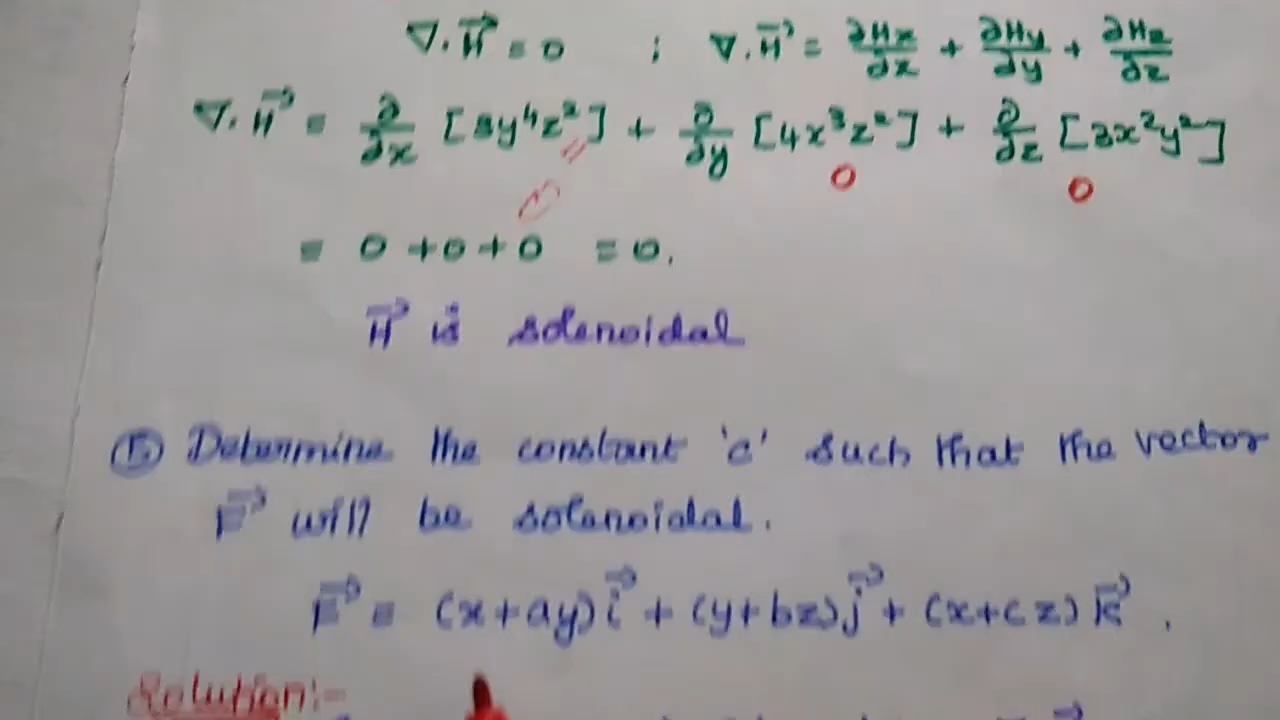 ∇·H⃗ = 0 ; ∇·H⃗ = ∂Hx/∂x + ∂Hy/∂y + ∂Hz/∂z
∇·H⃗ = ∂/∂x [3y⁴z²] + ∂/∂y [4x³z²] + ∂/∂z [3x²y²]
0 0
= 0 + 0 + 0 = 0.
H⃗ is solenoidal
⑤ Determine the constant 'c' such that the vector
F⃗ will be solenoidal.
F⃗ = (x+ay)i⃗ + (y+bz)j⃗ + (x+cz)k⃗ .
Solution:-